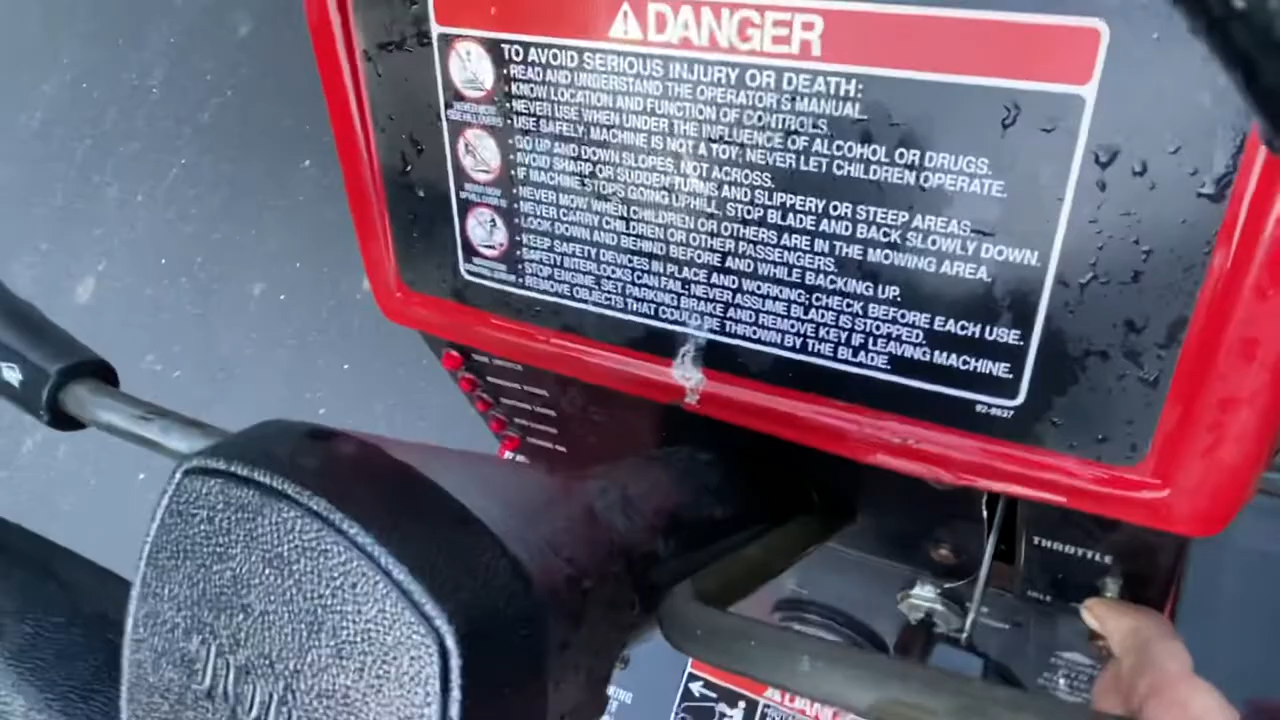 DANGER
TO AVOID SERIOUS INJURY OR DEATH:
• READ AND UNDERSTAND THE OPERATOR'S MANUAL
• KNOW LOCATION AND FUNCTION OF CONTROLS.
• NEVER USE WHEN UNDER THE INFLUENCE OF ALCOHOL OR DRUGS.
• USE SAFELY; MACHINE IS NOT A TOY; NEVER LET CHILDREN OPERATE.
• GO UP AND DOWN SLOPES, NOT ACROSS.
• AVOID SHARP OR SUDDEN TURNS AND SLIPPERY OR STEEP AREAS.
• IF MACHINE STOPS GOING UPHILL, STOP BLADE AND BACK SLOWLY DOWN.
• NEVER MOW WHEN CHILDREN OR OTHERS ARE IN THE MOWING AREA.
• NEVER CARRY CHILDREN OR OTHER PASSENGERS.
• LOOK DOWN AND BEHIND BEFORE AND WHILE BACKING UP.
• KEEP SAFETY DEVICES IN PLACE AND WORKING; CHECK BEFORE EACH USE.
• SAFETY INTERLOCKS CAN FAIL; NEVER ASSUME BLADE IS STOPPED.
• STOP ENGINE, SET PARKING BRAKE AND REMOVE KEY IF LEAVING MACHINE.
• REMOVE OBJECTS THAT COULD BE THROWN BY THE BLADE.
92-9937
THROTTLE
IDLE